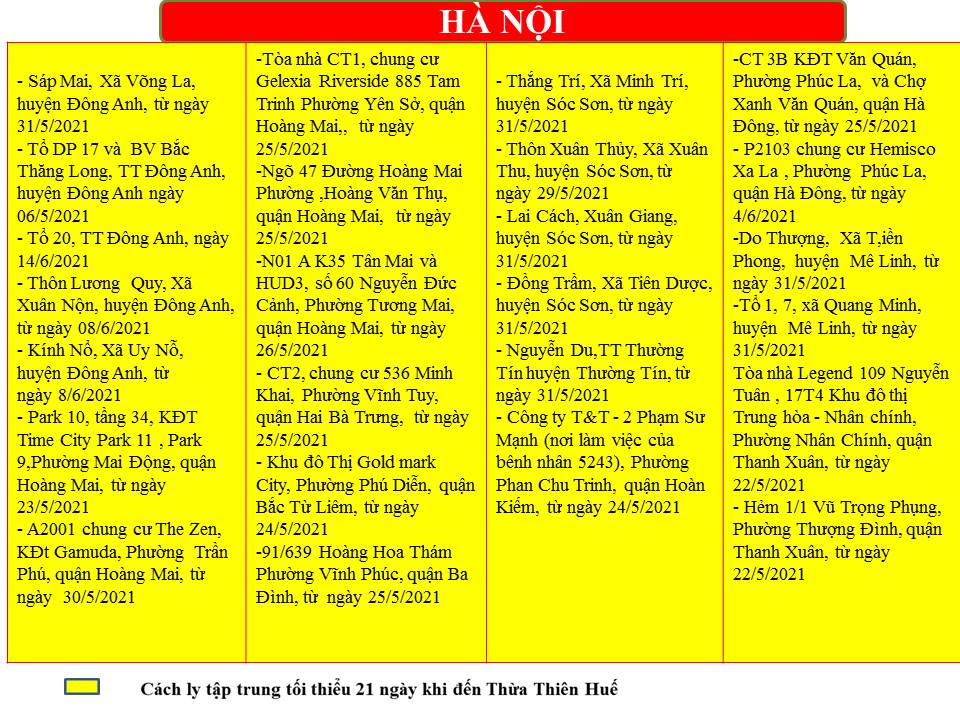 HÀ NỘI
- Sáp Mai, Xã Võng La,
huyện Đông Anh, từ ngày
31/5/2021
- Tổ DP 17 và BV Bắc
Thăng Long, TT Đông Anh,
huyện Đông Anh ngày
06/5/2021
- Tổ 20, TT Đông Anh, ngày
14/6/2021
- Thôn Lương Quy, Xã
Xuân Nộn, huyện Đông Anh,
từ ngày 08/6/2021
- Kính Nổ, Xã Uy Nỗ,
huyện Đông Anh, từ
ngày 8/6/2021
- Park 10, tầng 34, KĐT
Time City Park 11 , Park
9,Phường Mai Động, quận
Hoàng Mai, từ ngày
23/5/2021
- A2001 chung cư The Zen,
KĐt Gamuda, Phường Trần
Phú, quận Hoàng Mai, từ
ngày 30/5/2021
-Tòa nhà CT1, chung cư
Gelexia Riverside 885 Tam
Trinh Phường Yên Sở, quận
Hoàng Mai,, từ ngày
25/5/2021
-Ngõ 47 Đường Hoàng Mai
Phường ,Hoàng Văn Thụ,
quận Hoàng Mai, từ ngày
25/5/2021
-N01 A K35 Tân Mai và
HUD3, số 60 Nguyễn Đức
Cảnh, Phường Tương Mai,
quận Hoàng Mai, từ ngày
26/5/2021
- CT2, chung cư 536 Minh
Khai, Phường Vĩnh Tuy,
quận Hai Bà Trưng, từ ngày
25/5/2021
- Khu đô Thị Gold mark
City, Phường Phú Diễn, quận
Bắc Từ Liêm, từ ngày
24/5/2021
-91/639 Hoàng Hoa Thám
Phường Vĩnh Phúc, quận Ba
Đình, từ ngày 25/5/2021
- Thắng Trí, Xã Minh Trí,
huyện Sóc Sơn, từ ngày
31/5/2021
- Thôn Xuân Thủy, Xã Xuân
Thu, huyện Sóc Sơn, từ
ngày 29/5/2021
- Lai Cách, Xuân Giang,
huyện Sóc Sơn, từ ngày
31/5/2021
- Đồng Trầm, Xã Tiên Dược,
huyện Sóc Sơn, từ ngày
31/5/2021
- Nguyễn Du,TT Thường
Tín huyện Thường Tín, từ
ngày 31/5/2021
- Công ty T&T - 2 Phạm Sư
Mạnh (nơi làm việc của
bênh nhân 5243), Phường
Phan Chu Trinh, quận Hoàn
Kiếm, từ ngày 24/5/2021
-CT 3B KĐT Văn Quán,
Phường Phúc La, và Chợ
Xanh Văn Quán, quận Hà
Đông, từ ngày 25/5/2021
- P2103 chung cư Hemisco
Xa La , Phường Phúc La,
quận Hà Đông, từ ngày
4/6/2021
-Do Thượng, Xã T,iền
Phong, huyện Mê Linh, từ
ngày 31/5/2021
-Tổ 1, 7, xã Quang Minh,
huyện Mê Linh, từ ngày
31/5/2021
Tòa nhà Legend 109 Nguyễn
Tuân , 17T4 Khu đô thị
Trung hòa - Nhân chính,
Phường Nhân Chính, quận
Thanh Xuân, từ ngày
22/5/2021
- Hẻm 1/1 Vũ Trọng Phụng,
Phường Thượng Đình, quận
Thanh Xuân, từ ngày
22/5/2021
Cách ly tập trung tối thiểu 21 ngày khi đến Thừa Thiên Huế